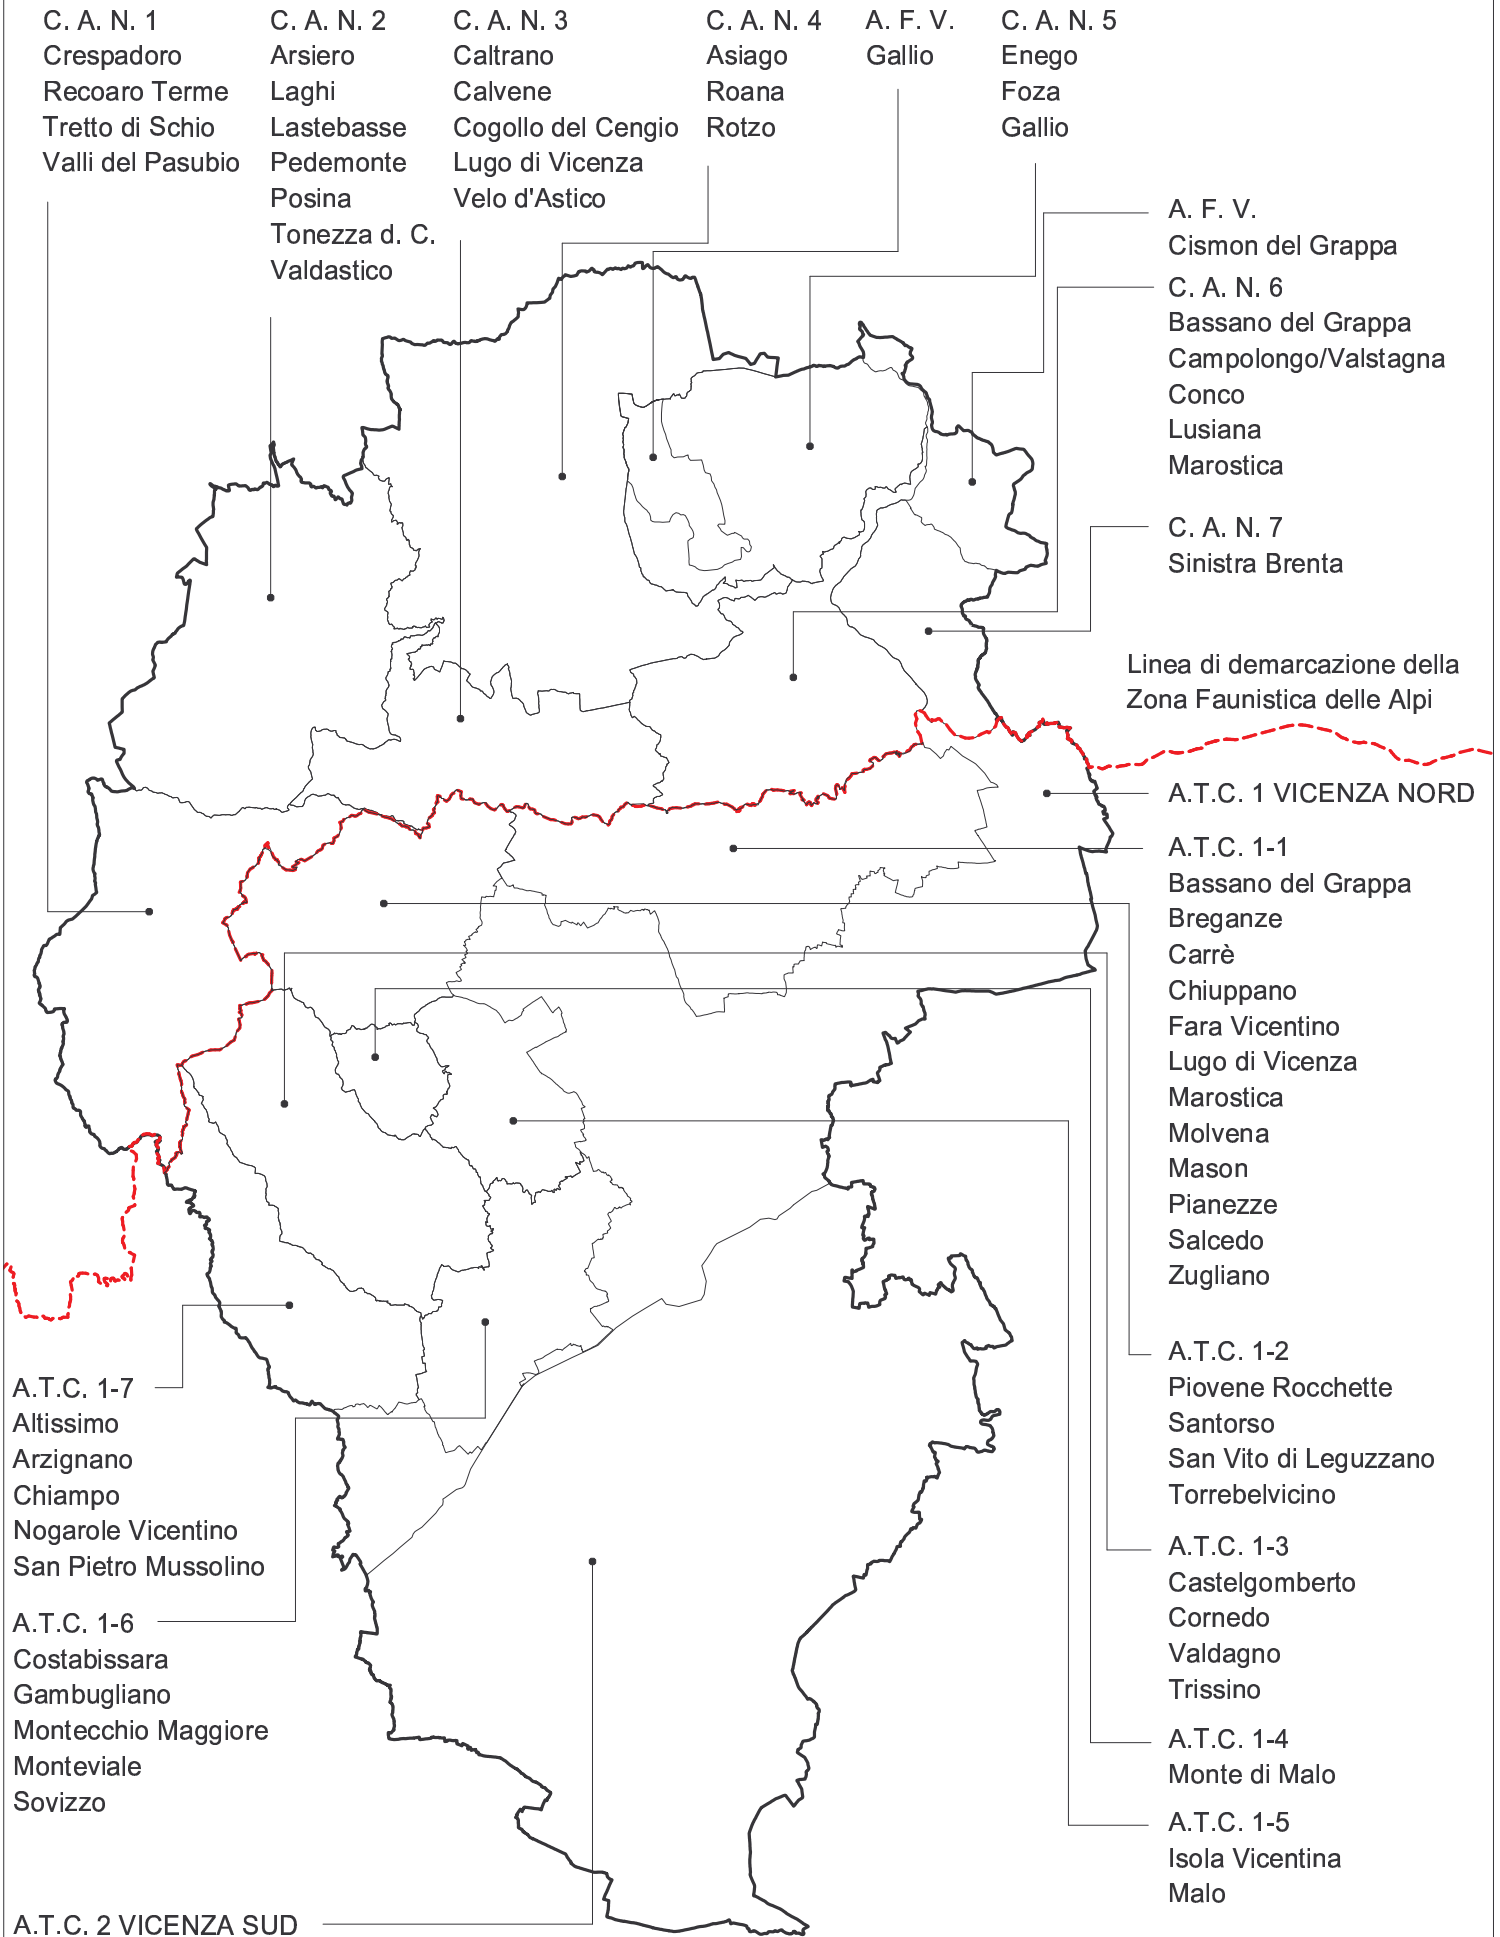 C. A. N. 1
Crespadoro
Recoaro Terme
Tretto di Schio
Valli del Pasubio
C. A. N. 2
Arsiero
Laghi
Lastebasse
Pedemonte
Posina
Tonezza d. C.
Valdastico
C. A. N. 3
Caltrano
Calvene
Cogollo del Cengio
Lugo di Vicenza
Velo d'Astico
C. A. N. 4
Asiago
Roana
Rotzo
A. F. V.
Gallio
C. A. N. 5
Enego
Foza
Gallio
A. F. V.
Cismon del Grappa
C. A. N. 6
Bassano del Grappa
Campolongo/Valstagna
Conco
Lusiana
Marostica
C. A. N. 7
Sinistra Brenta
Linea di demarcazione della
Zona Faunistica delle Alpi
A.T.C. 1 VICENZA NORD
A.T.C. 1-1
Bassano del Grappa
Breganze
Carrè
Chiuppano
Fara Vicentino
Lugo di Vicenza
Marostica
Molvena
Mason
Pianezze
Salcedo
Zugliano
A.T.C. 1-2
Piovene Rocchette
Santorso
San Vito di Leguzzano
Torrebelvicino
A.T.C. 1-3
Castelgomberto
Cornedo
Valdagno
Trissino
A.T.C. 1-4
Monte di Malo
A.T.C. 1-5
Isola Vicentina
Malo
A.T.C. 1-7
Altissimo
Arzignano
Chiampo
Nogarole Vicentino
San Pietro Mussolino
A.T.C. 1-6
Costabissara
Gambugliano
Montecchio Maggiore
Monteviale
Sovizzo
A.T.C. 2 VICENZA SUD